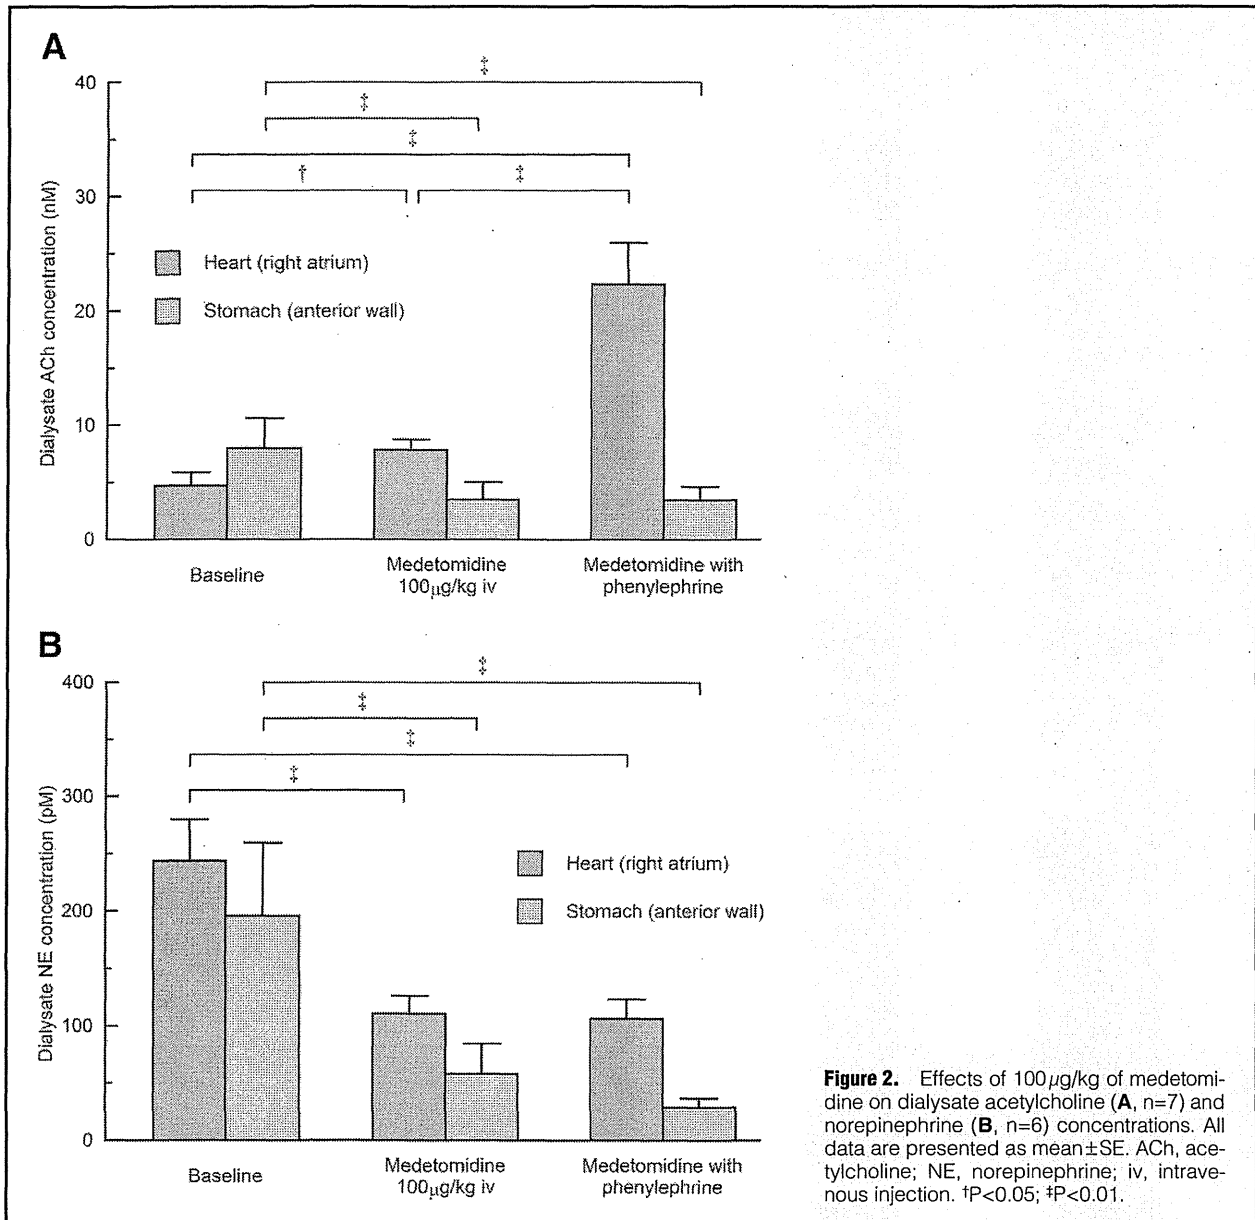 A
‡
‡
‡
†
‡
40
30
20
10
0
Dialysate ACh concentration (nM)
Heart (right atrium)
Stomach (anterior wall)
Baseline
Medetomidine
100µg/kg iv
Medetomidine with
phenylephrine
B
‡
‡
‡
‡
400
300
200
100
0
Dialysate NE concentration (pM)
Heart (right atrium)
Stomach (anterior wall)
Baseline
Medetomidine
100µg/kg iv
Medetomidine with
phenylephrine
Figure 2. Effects of 100µg/kg of medetomi-
dine on dialysate acetylcholine (A, n=7) and
norepinephrine (B, n=6) concentrations. All
data are presented as mean±SE. ACh, ace-
tylcholine; NE, norepinephrine; iv, intrave-
nous injection. †P<0.05; ‡P<0.01.